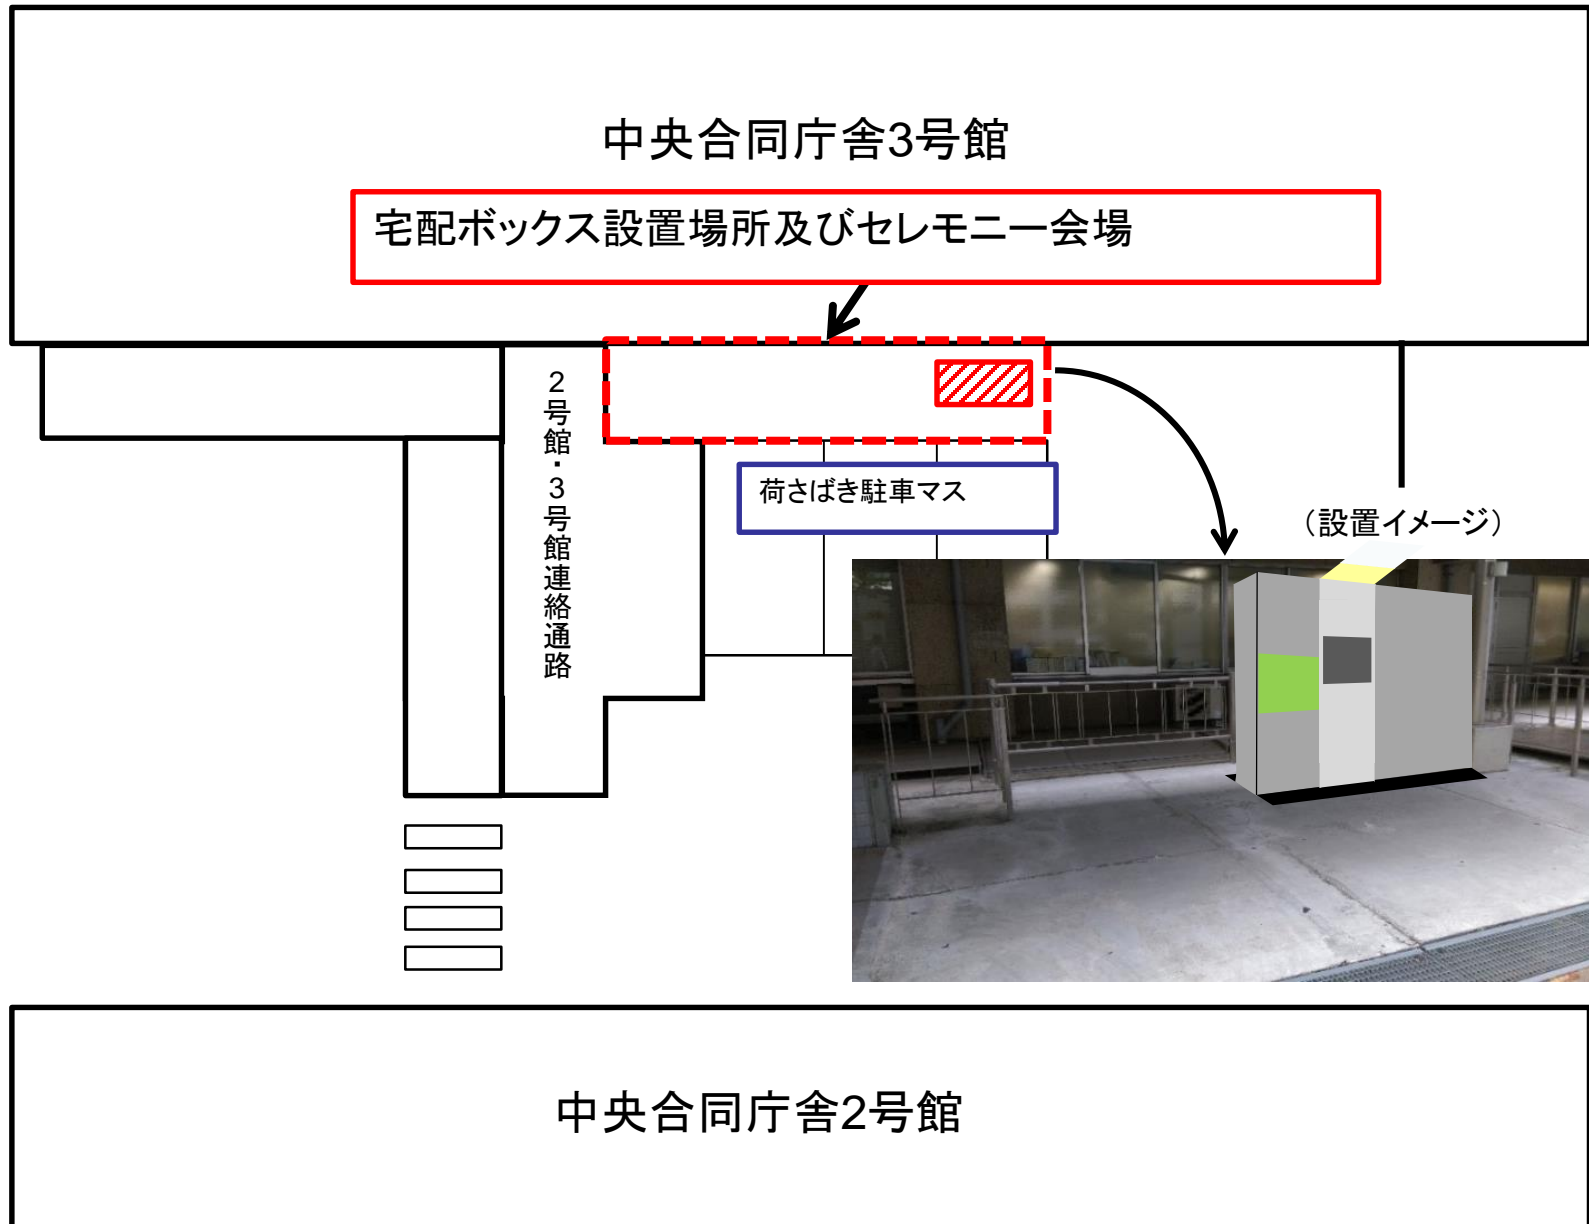 中央合同庁舎3号館
宅配ボックス設置場所及びセレモニー会場
2号館・3号館連絡通路
荷さばき駐車マス
（設置イメージ）
中央合同庁舎2号館